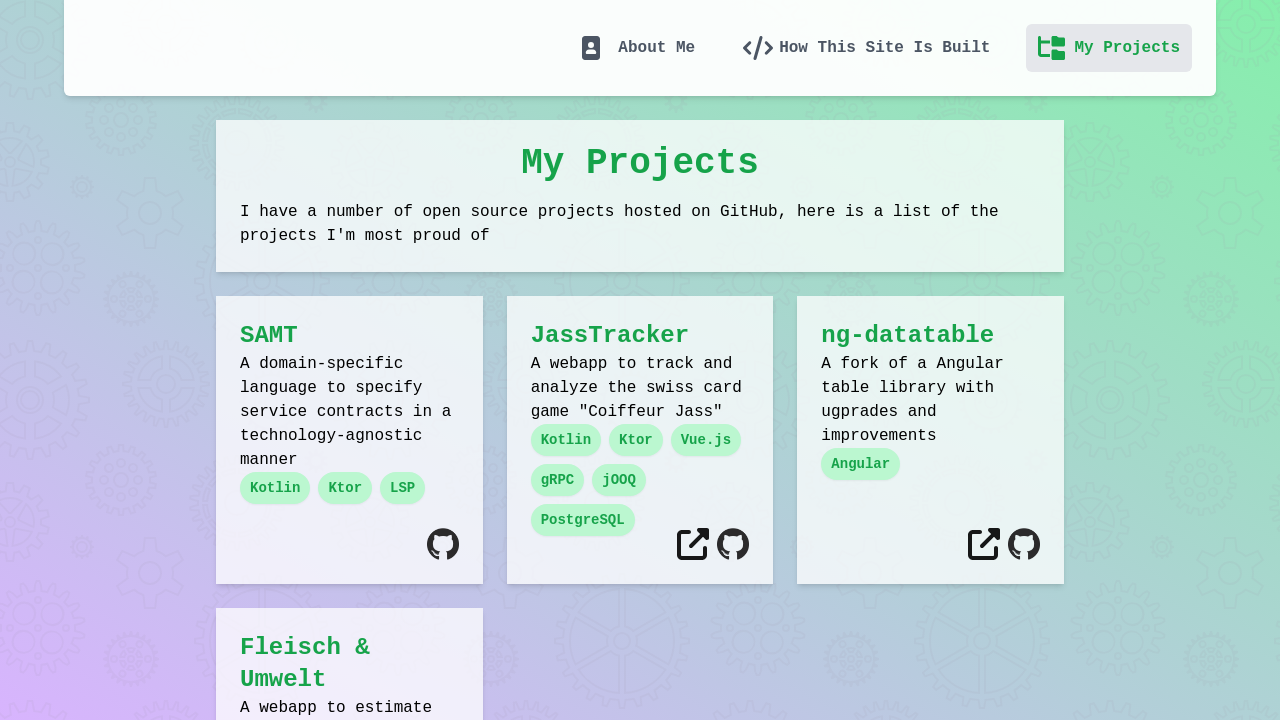 About Me
How This Site Is Built
My Projects
My Projects
I have a number of open source projects hosted on GitHub, here is a list of the
projects I'm most proud of
SAMT
A domain-specific
language to specify
service contracts in a
technology-agnostic
manner
Kotlin Ktor LSP
JassTracker
A webapp to track and
analyze the swiss card
game "Coiffeur Jass"
Kotlin Ktor Vue.js
gRPC jOOQ
PostgreSQL
ng-datatable
A fork of a Angular
table library with
ugprades and
improvements
Angular
Fleisch &
Umwelt
A webapp to estimate